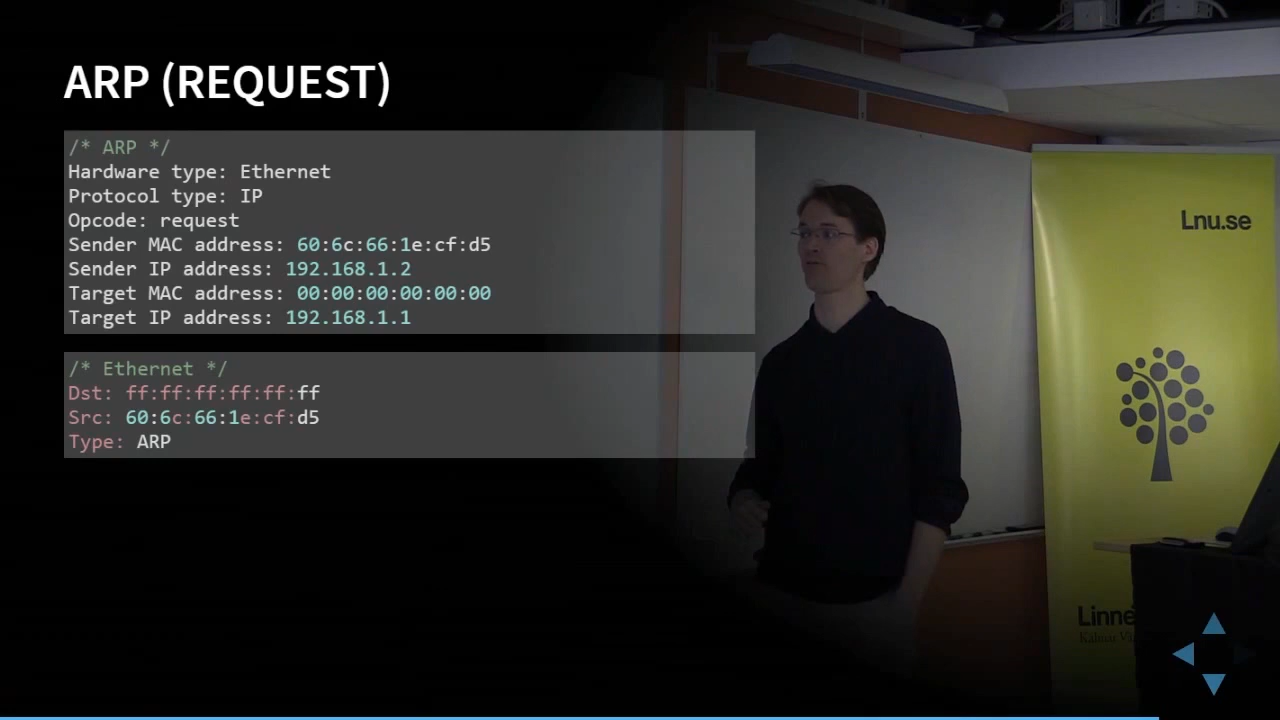 ARP (REQUEST)
/* ARP */
Hardware type: Ethernet
Protocol type: IP
Opcode: request
Sender MAC address: 60:6c:66:1e:cf:d5
Sender IP address: 192.168.1.2
Target MAC address: 00:00:00:00:00:00
Target IP address: 192.168.1.1
/* Ethernet */
Dst: ff:ff:ff:ff:ff:ff
Src: 60:6c:66:1e:cf:d5
Type: ARP
Lnu.se
Linne
Kalmar Vä